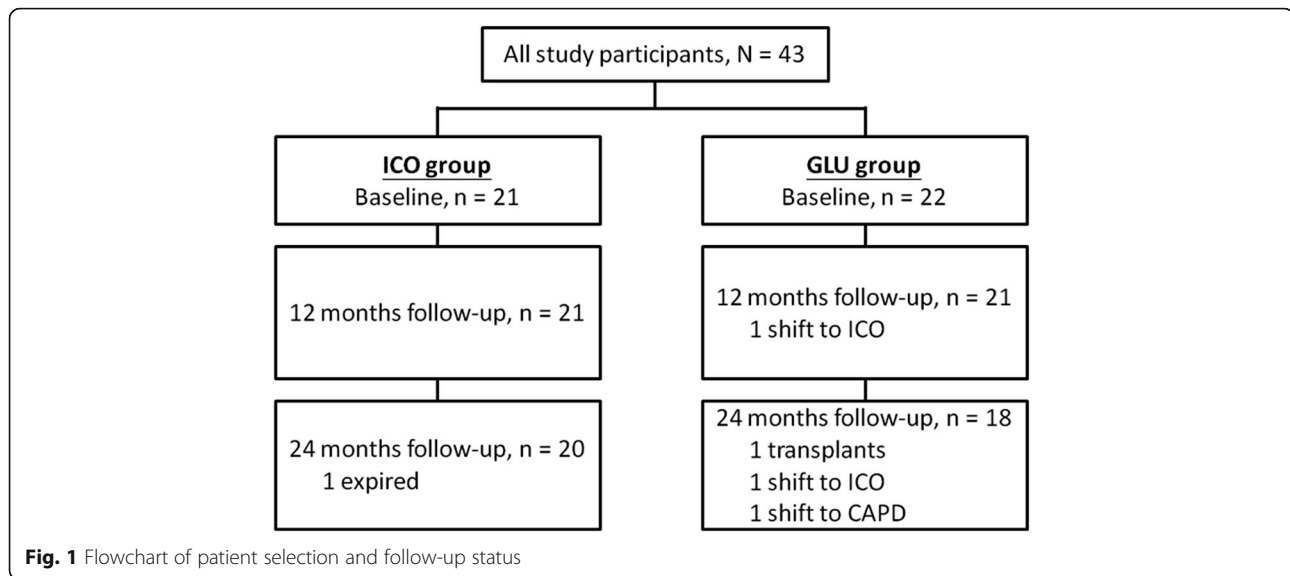 All study participants, N = 43
ICO group
Baseline, n = 21
GLU group
Baseline, n = 22
12 months follow-up, n = 21
12 months follow-up, n = 21
1 shift to ICO
24 months follow-up, n = 20
1 expired
24 months follow-up, n = 18
1 transplants
1 shift to ICO
1 shift to CAPD
Fig. 1 Flowchart of patient selection and follow-up status